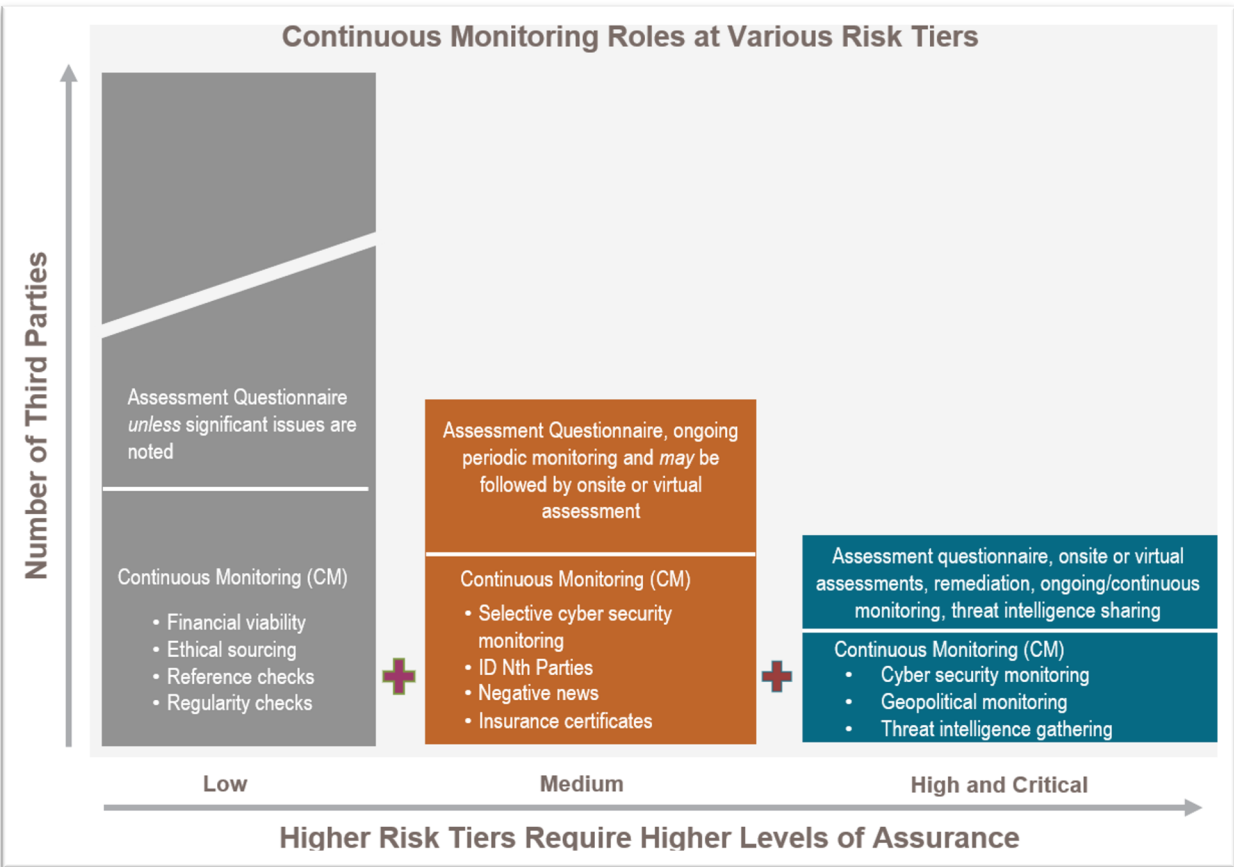 Continuous Monitoring Roles at Various Risk Tiers
Number of Third Parties
Assessment Questionnaire
unless significant issues are
noted
Continuous Monitoring (CM)
• Financial viability
• Ethical sourcing
• Reference checks
• Regularity checks
Assessment Questionnaire, ongoing
periodic monitoring and may be
followed by onsite or virtual
assessment
Continuous Monitoring (CM)
• Selective cyber security
monitoring
• ID Nth Parties
• Negative news
• Insurance certificates
Assessment questionnaire, onsite or virtual
assessments, remediation, ongoing/continuous
monitoring, threat intelligence sharing
Continuous Monitoring (CM)
• Cyber security monitoring
• Geopolitical monitoring
• Threat intelligence gathering
Low
Medium
High and Critical
Higher Risk Tiers Require Higher Levels of Assurance